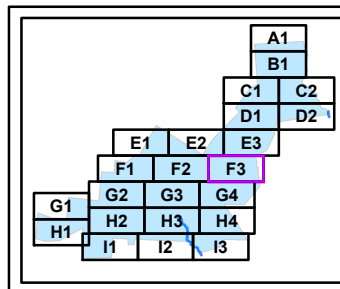 A1
B1
C1 C2
D1 D2
E1 E2 E3
F1 F2 F3
G1 G2 G3 G4
H1 H2 H3 H4
I1 I2 I3